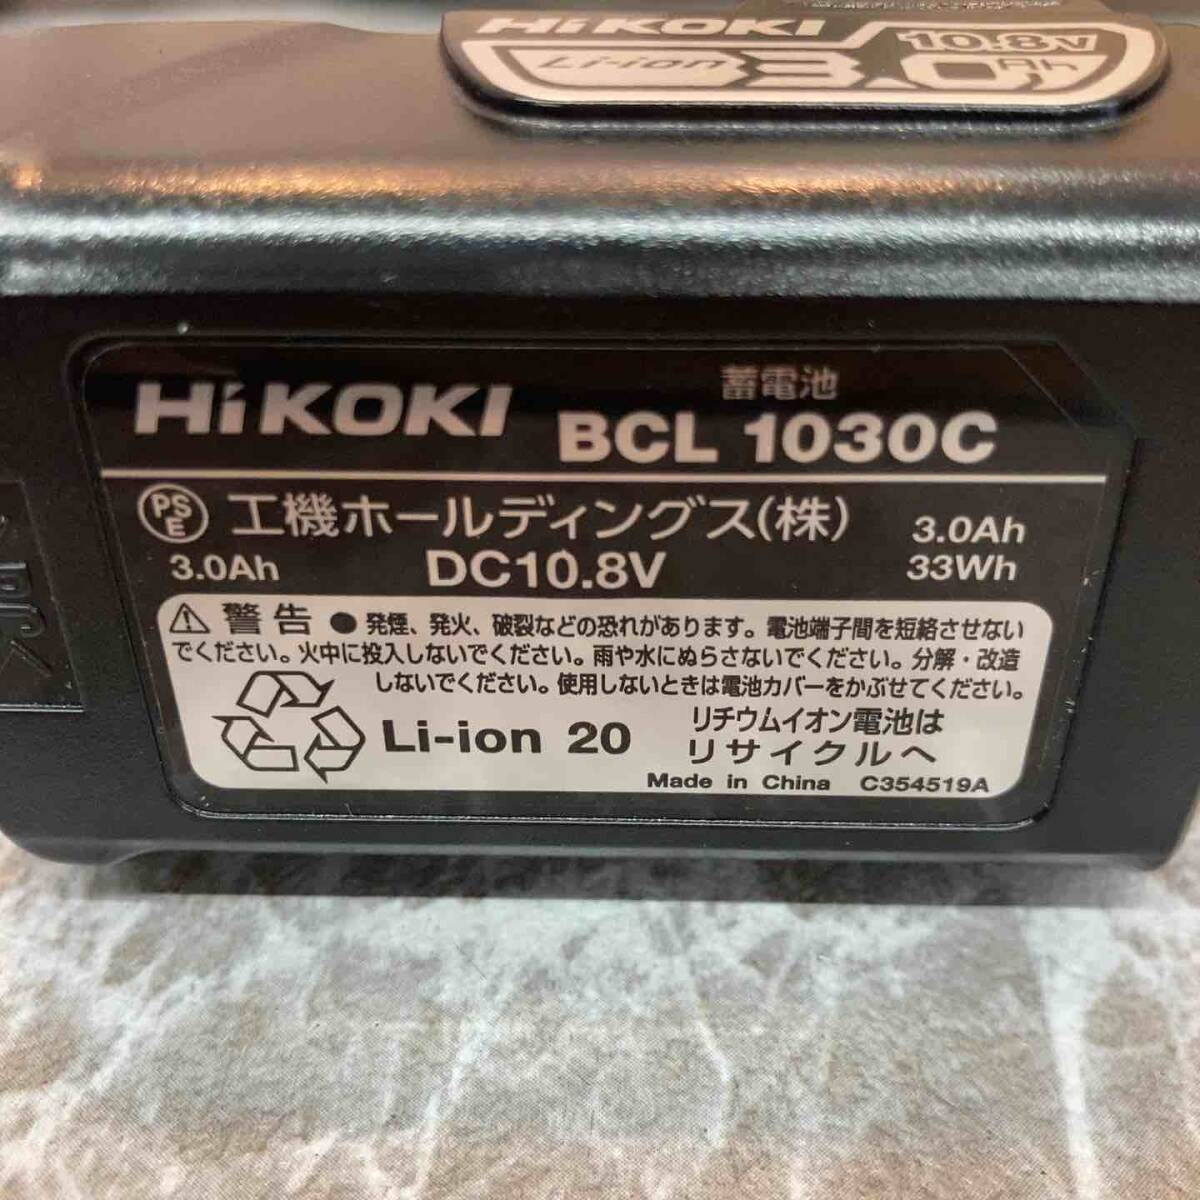 HiKOKI
10.8V
Li-ion 3.0Ah
HiKOKI
蓄電池
BCL 1030C
PSE 工機ホールディングス(株) 3.0Ah
3.0Ah DC10.8V 33Wh
⚠ 警告 ● 発煙、発火、破裂などの恐れがあります。電池端子間を短絡させない
でください。火中に投入しないでください。雨や水にぬらさないでください。分解・改造
しないでください。使用しないときは電池カバーをかぶせてください。
Li-ion 20
リチウムイオン電池は
リサイクルへ
Made in China C354519A